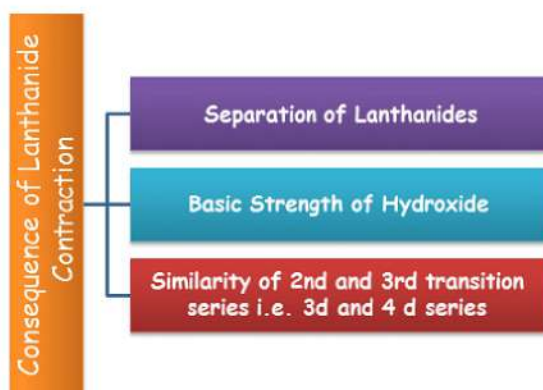 Consequence of Lanthanide
Contraction
Separation of Lanthanides
Basic Strength of Hydroxide
Similarity of 2nd and 3rd transition
series i.e. 3d and 4 d series